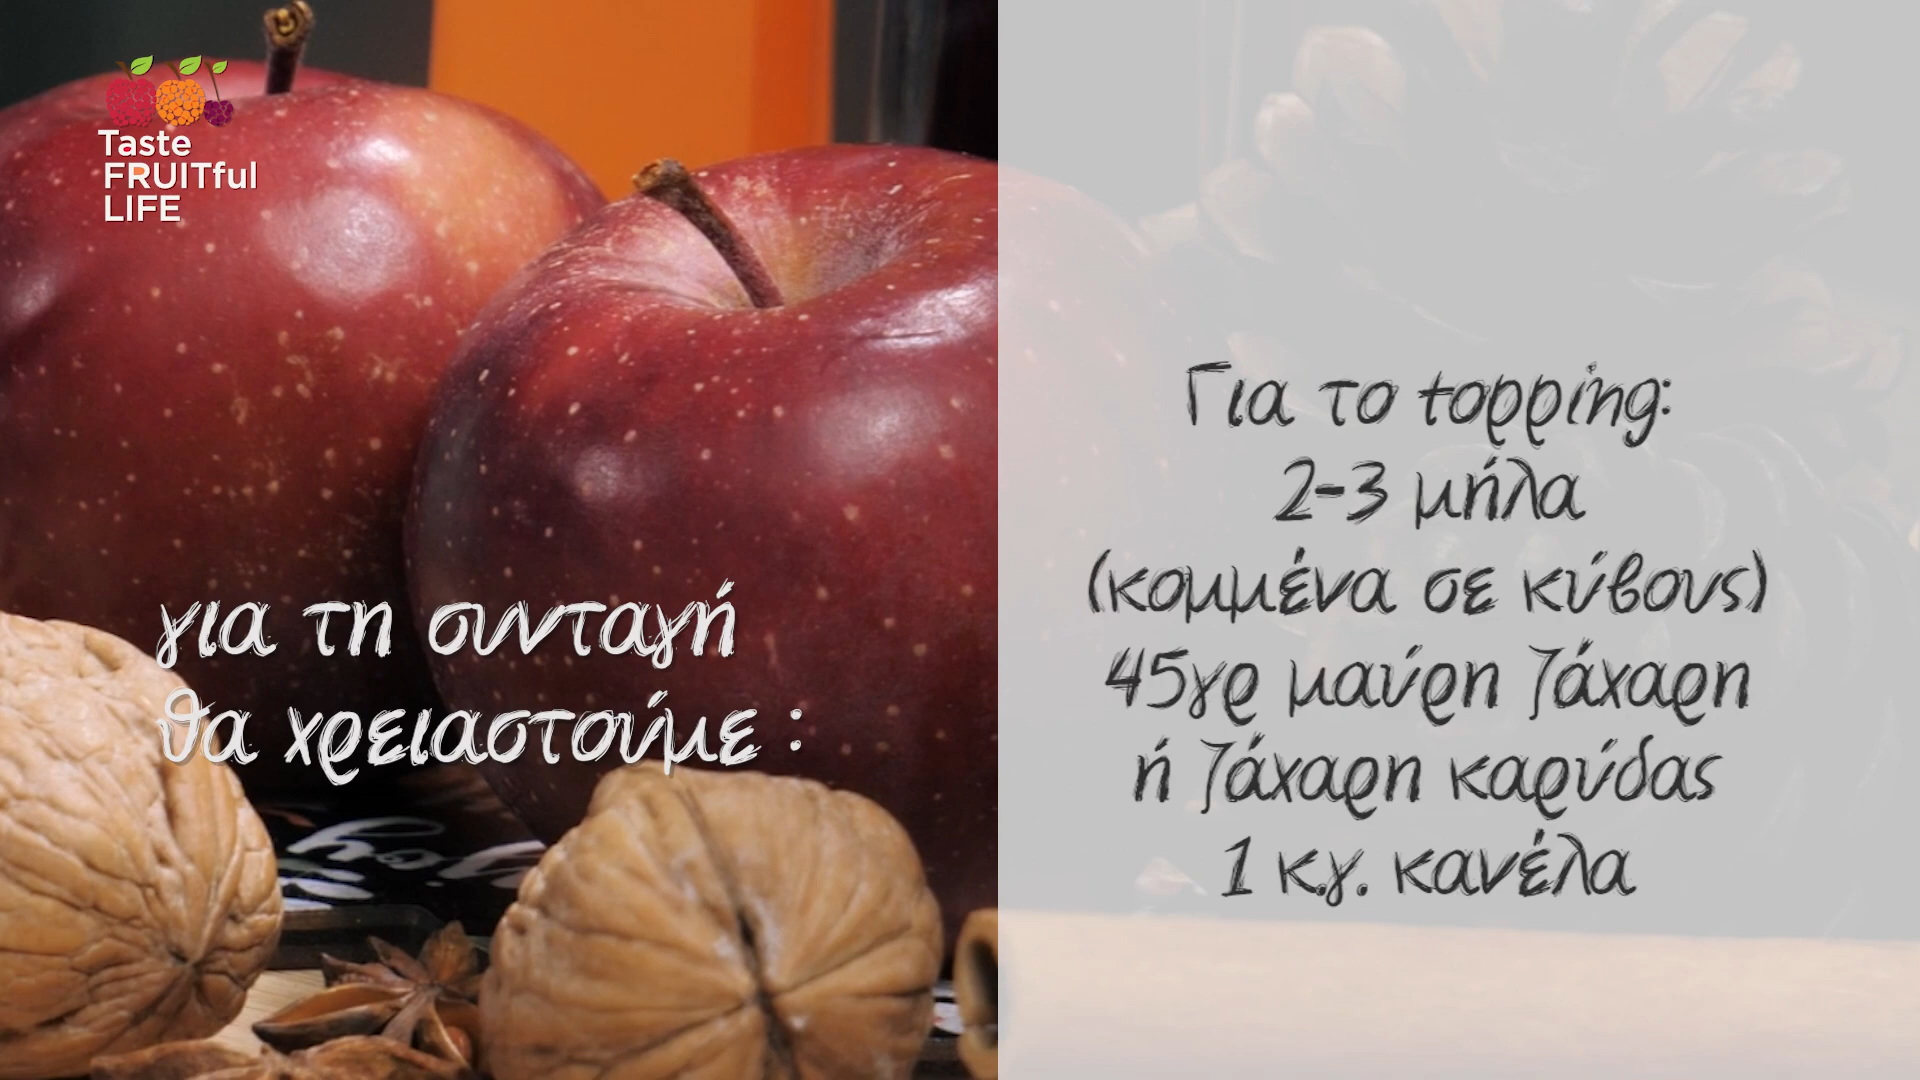 Taste
FRUITful
LIFE
για τη συνταγή
θα χρειαστούμε :
Για το topping:
2-3 μήλα
(κομμένα σε κύβους)
45γρ μαύρη ζάχαρη
ή ζάχαρη καρύδας
1 κ.γ. κανέλα